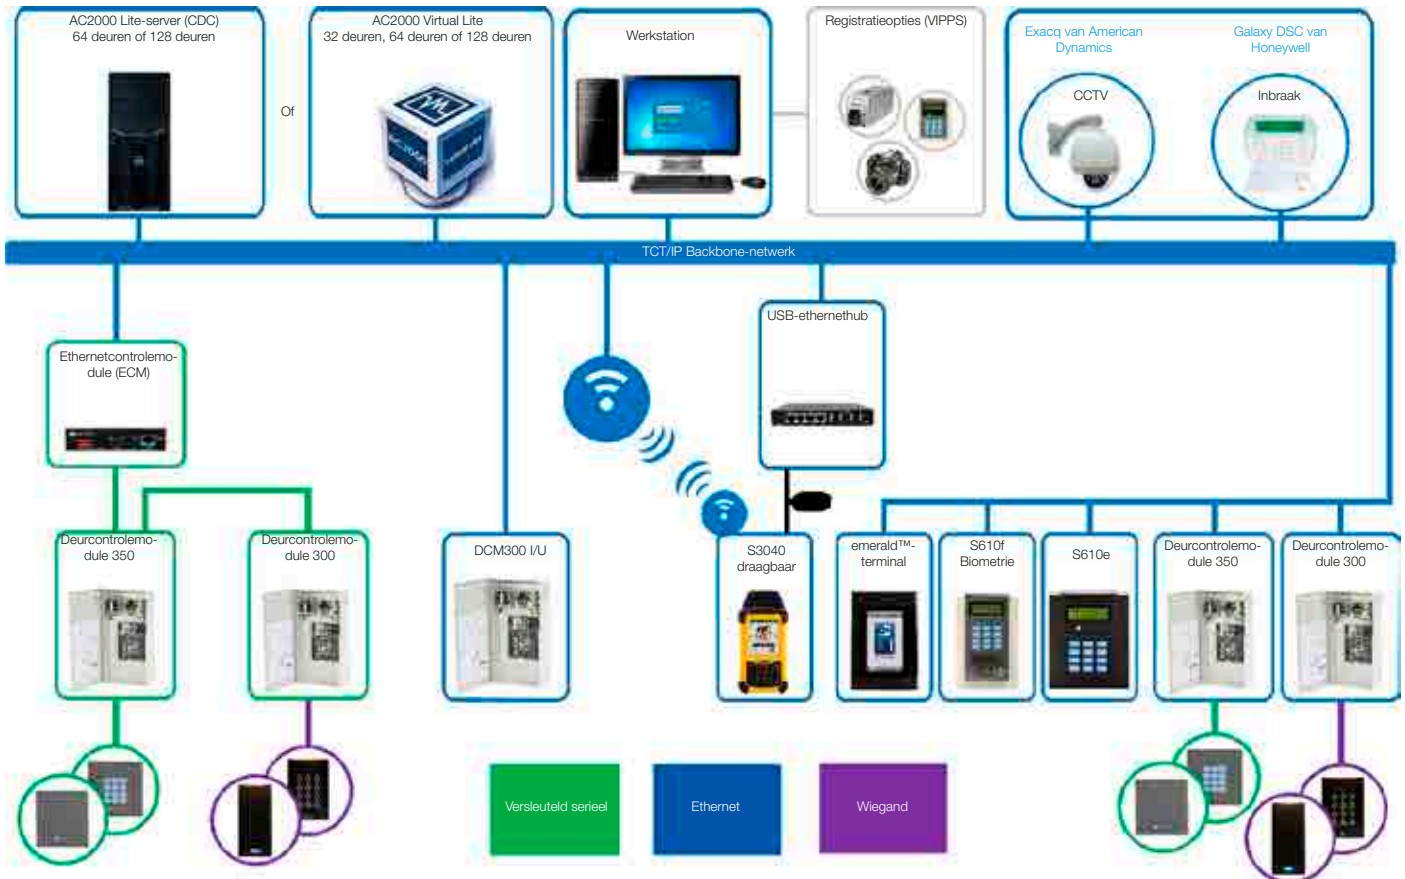 AC2000 Lite-server (CDC)
64 deuren of 128 deuren
Of
AC2000 Virtual Lite
32 deuren, 64 deuren of 128 deuren
Werkstation
Registratieopties (VIPPS)
Exacq van American
Dynamics
CCTV
Galaxy DSC van
Honeywell
Inbraak
TCT/IP Backbone-netwerk
Ethernetcontrolemo-
dule (ECM)
USB-ethernethub
Deurcontrolemo-
dule 350
Deurcontrolemo-
dule 300
DCM300 I/U
S3040
draagbaar
emerald™-
terminal
S610f
Biometrie
S610e
Deurcontrolemo-
dule 350
Deurcontrolemo-
dule 300
Versleuteld serieel
Ethernet
Wiegand